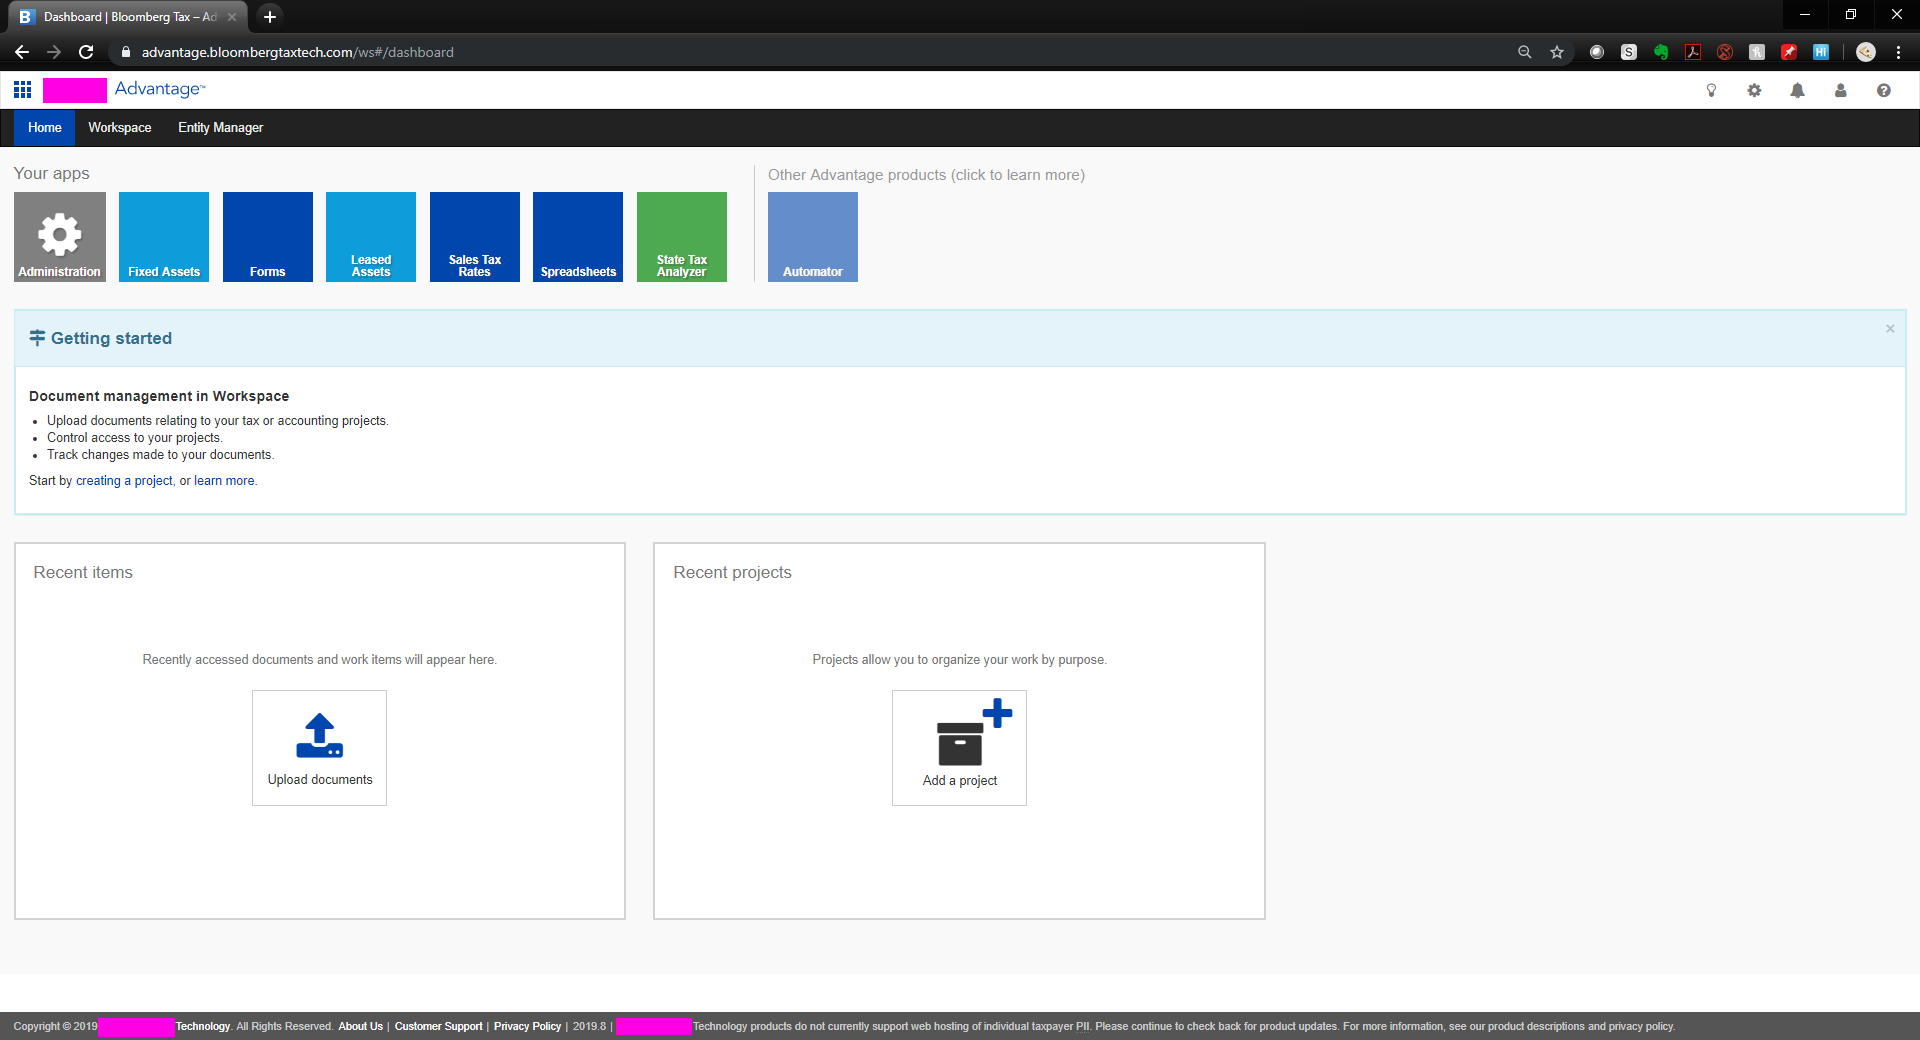 Dashboard | Bloomberg Tax – Ad
advantage.bloombergtaxtech.com/ws#/dashboard
Advantage™
Home Workspace Entity Manager
Your apps
Other Advantage products (click to learn more)
Administration
Fixed Assets
Forms
Leased
Assets
Sales Tax
Rates
Spreadsheets
State Tax
Analyzer
Automator
Getting started
Document management in Workspace
• Upload documents relating to your tax or accounting projects.
• Control access to your projects.
• Track changes made to your documents.
Start by creating a project, or learn more.
Recent items
Recently accessed documents and work items will appear here.
Upload documents
Recent projects
Projects allow you to organize your work by purpose.
Add a project
Copyright © 2019 Technology. All Rights Reserved. About Us | Customer Support | Privacy Policy | 2019.8 | Technology products do not currently support web hosting of individual taxpayer PII. Please continue to check back for product updates. For more information, see our product descriptions and privacy policy.